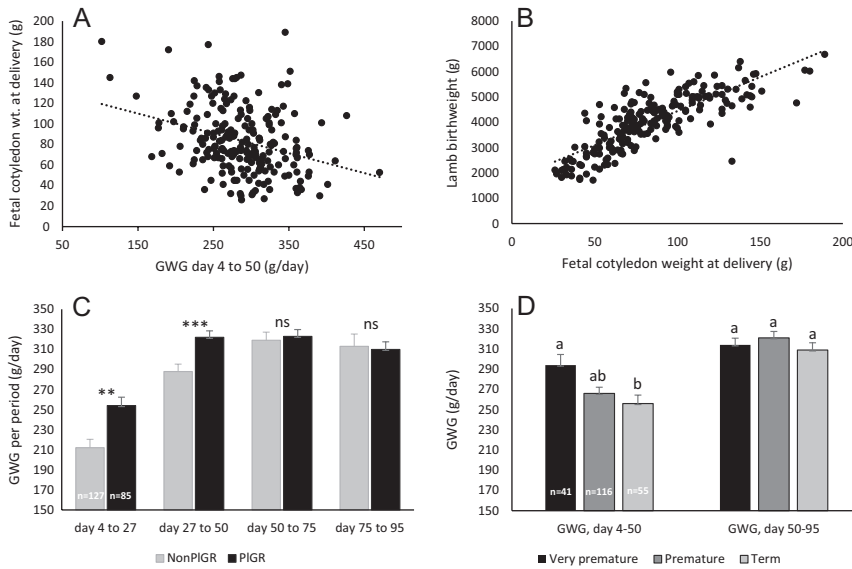 A
Fetal cotyledon wt. at delivery (g)
200
180
160
140
120
100
80
60
40
20
0
50 150 250 350 450
GWG day 4 to 50 (g/day)
B
Lamb birthweight (g)
8000
7000
6000
5000
4000
3000
2000
1000
0
0 50 100 150 200
Fetal cotyledon weight at delivery (g)
C
GWG per period (g/day)
350
330
310
290
270
250
230
210
190
170
150
** *** ns ns
n=127 n=85
day 4 to 27 day 27 to 50 day 50 to 75 day 75 to 95
NonPIGR PIGR
D
GWG (g/day)
350
330
310
290
270
250
230
210
190
170
150
a ab b a a a
n=41 n=116 n=55
GWG, day 4-50 GWG, day 50-95
Very premature Premature Term